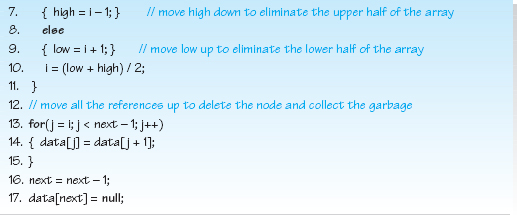 7. { high = i – 1; } // move high down to eliminate the upper half of the array
8. else
9. { low = i + 1; } // move low up to eliminate the lower half of the array
10. i = (low + high) / 2;
11. }
12. // move all the references up to delete the node and collect the garbage
13. for(j = i; j < next – 1; j++)
14. { data[j] = data[j + 1];
15. }
16. next = next – 1;
17. data[next] = null;